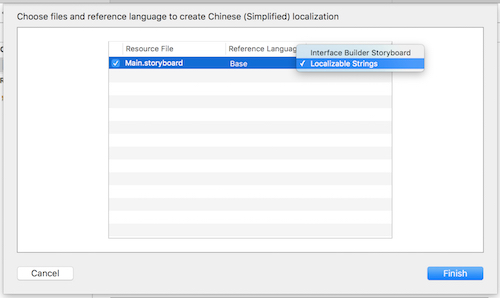 Choose files and reference language to create Chinese (Simplified) localization
Resource File Reference Languag
Interface Builder Storyboard
Main.storyboard Base Localizable Strings
Cancel Finish